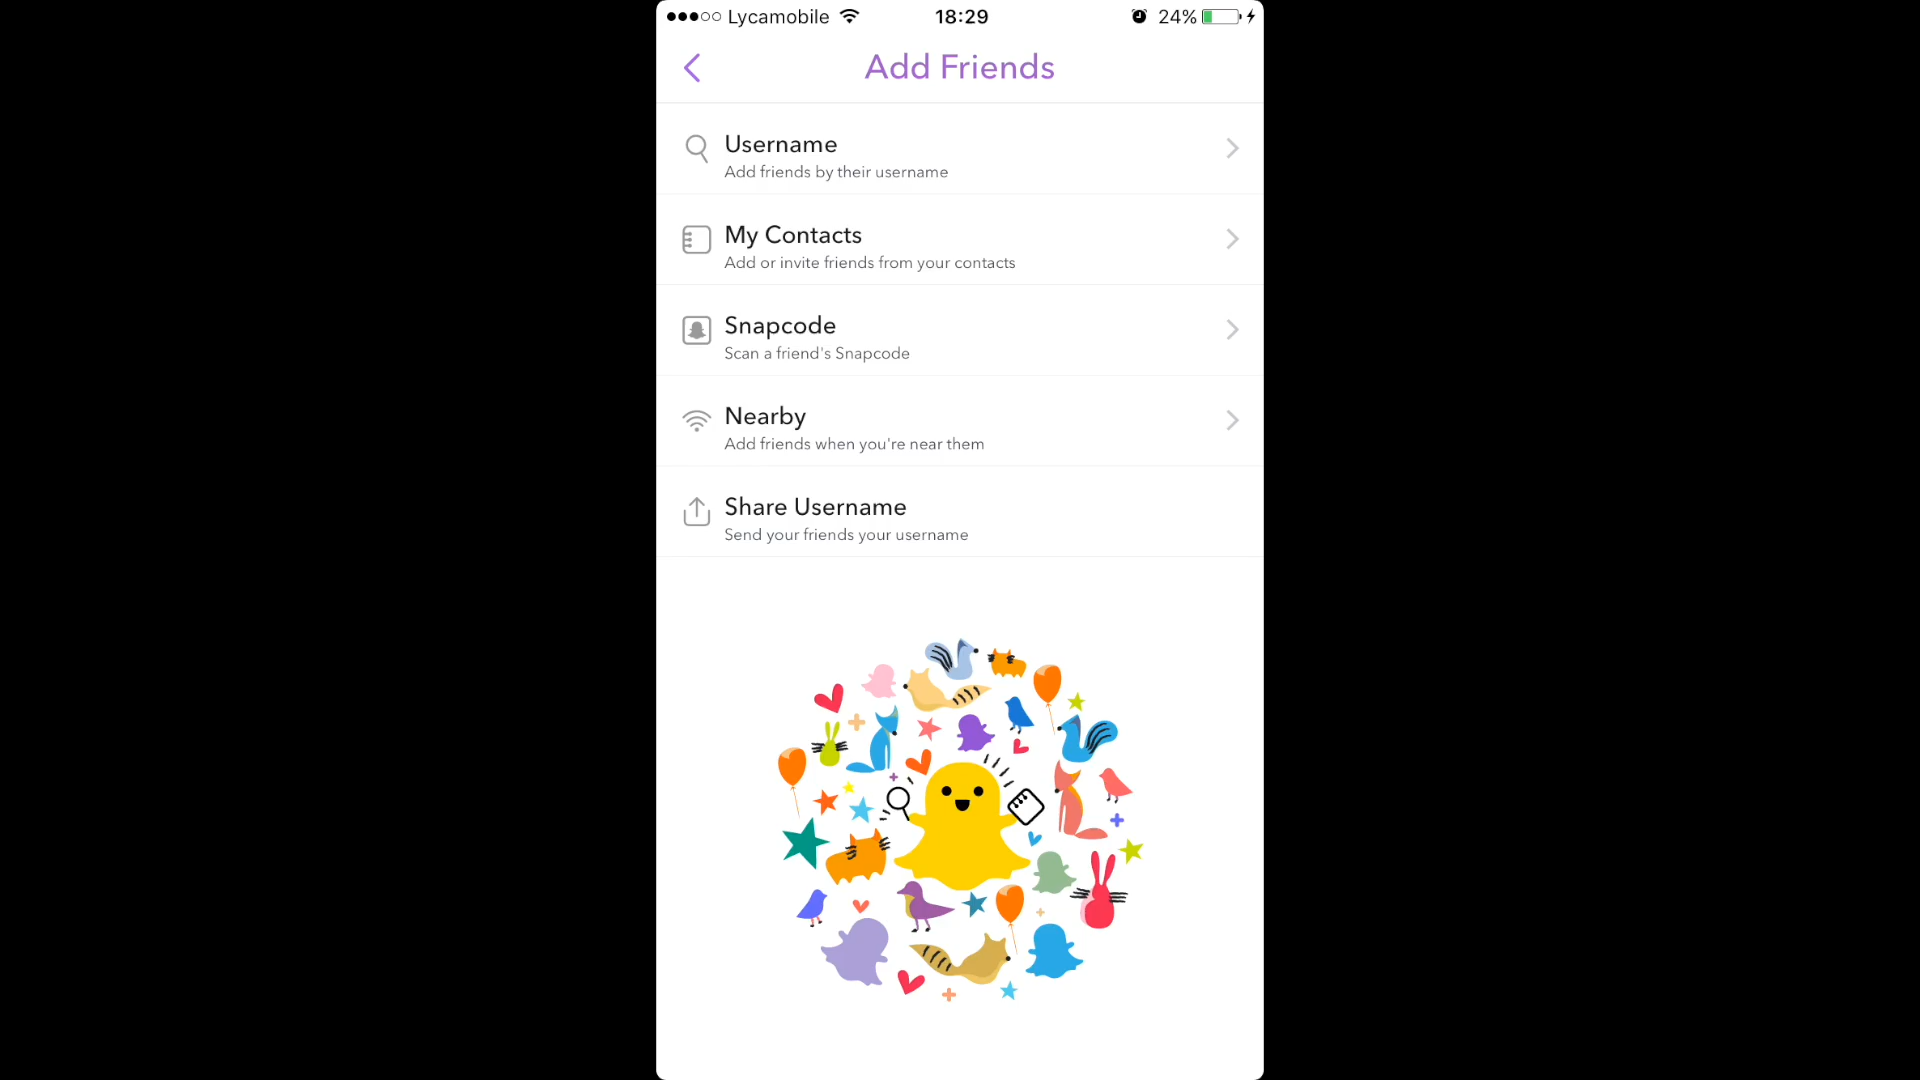 Lycamobile 18:29 24%
Add Friends
Username
Add friends by their username
My Contacts
Add or invite friends from your contacts
Snapcode
Scan a friend's Snapcode
Nearby
Add friends when you're near them
Share Username
Send your friends your username